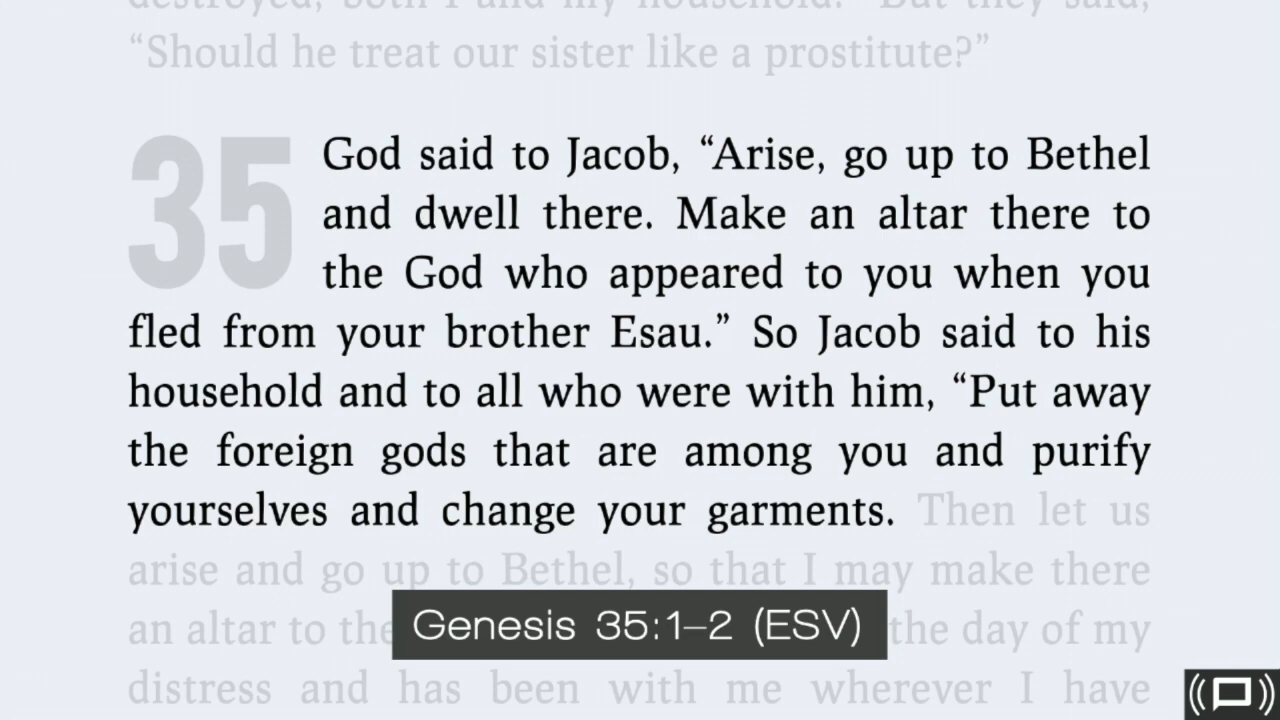 destroyed, both I and my household.” But they said,
“Should he treat our sister like a prostitute?”
35
God said to Jacob, “Arise, go up to Bethel
and dwell there. Make an altar there to
the God who appeared to you when you
fled from your brother Esau.” So Jacob said to his
household and to all who were with him, “Put away
the foreign gods that are among you and purify
yourselves and change your garments. Then let us
arise and go up to Bethel, so that I may make there
an altar to the the day of my
Genesis 35:1–2 (ESV)
distress and has been with me wherever I have